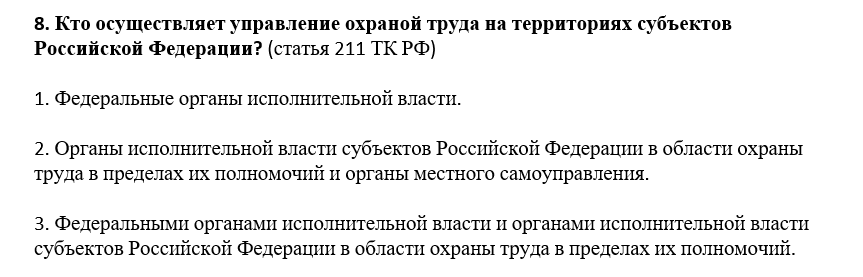 8. Кто осуществляет управление охраной труда на территориях субъектов
Российской Федерации? (статья 211 ТК РФ)
1. Федеральные органы исполнительной власти.
2. Органы исполнительной власти субъектов Российской Федерации в области охраны
труда в пределах их полномочий и органы местного самоуправления.
3. Федеральными органами исполнительной власти и органами исполнительной власти
субъектов Российской Федерации в области охраны труда в пределах их полномочий.